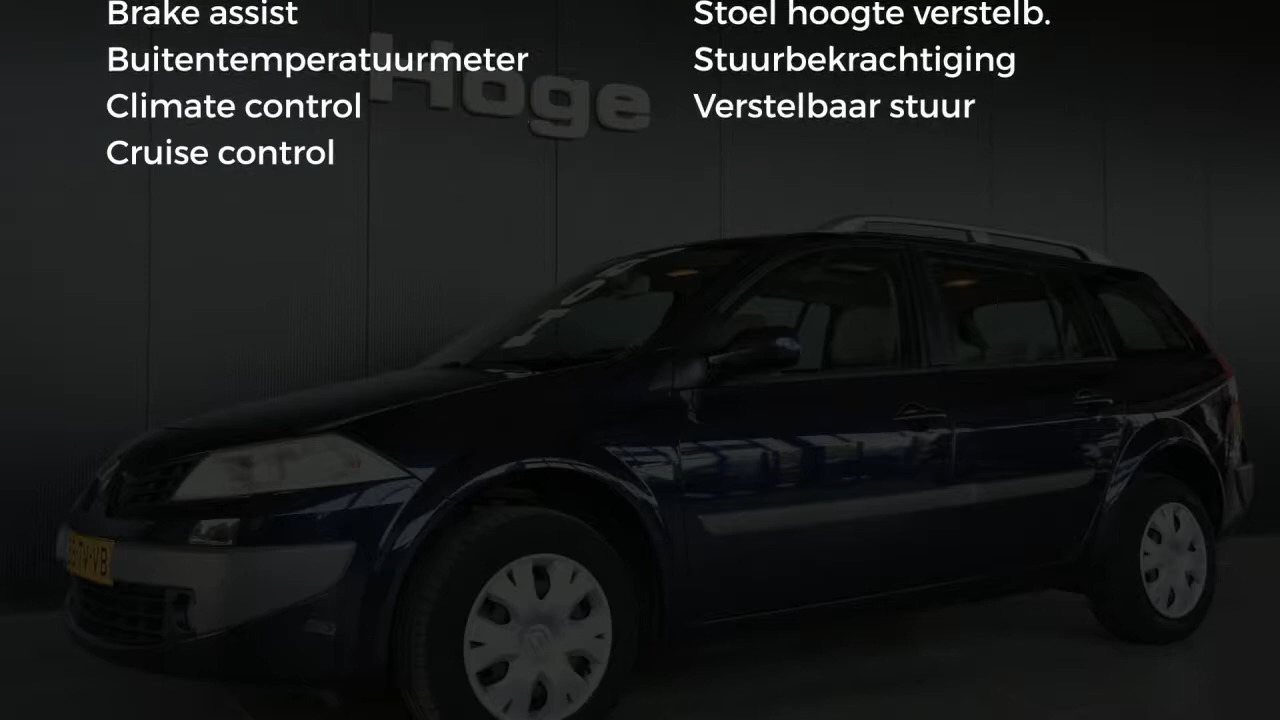 Brake assist
Buitentemperatuurmeter
Climate control
Cruise control
Stoel hoogte verstelb.
Stuurbekrachtiging
Verstelbaar stuur
Hoge